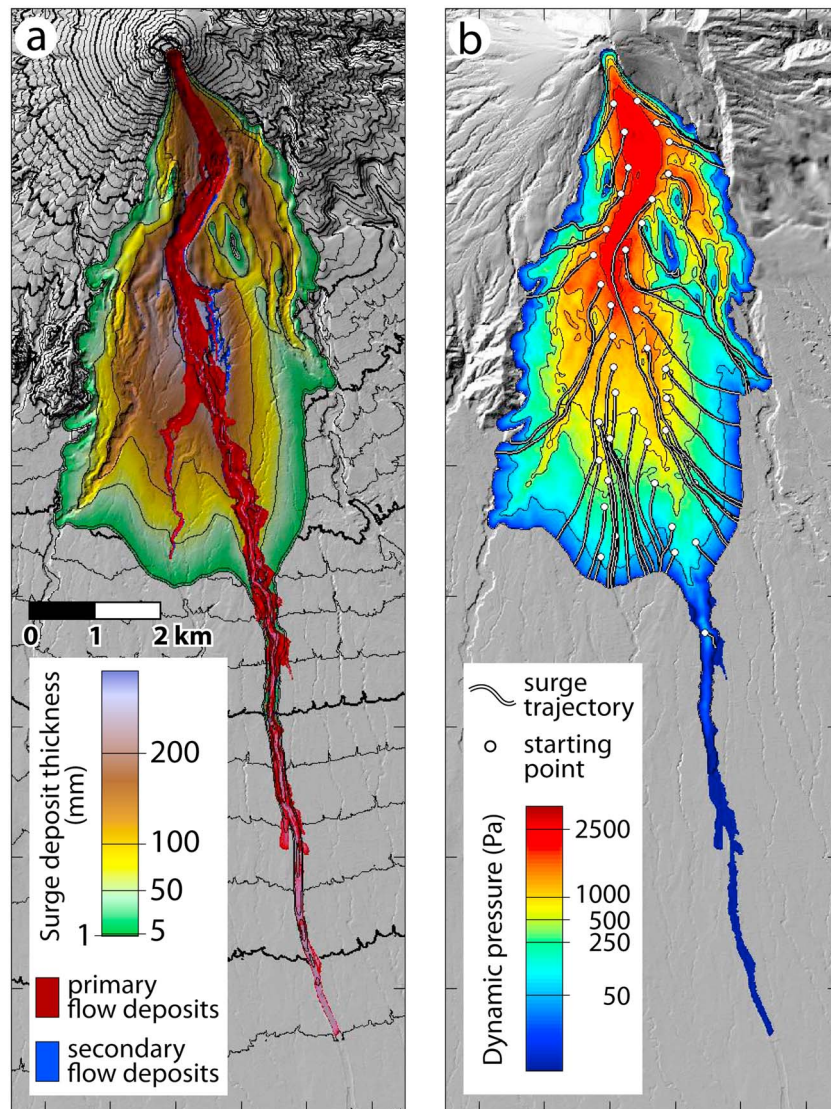 a
0 1 2 km
Surge deposit thickness
(mm)
200
100
50
5
1
primary
flow deposits
secondary
flow deposits
b
surge
trajectory
starting
point
Dynamic pressure (Pa)
2500
1000
500
250
50